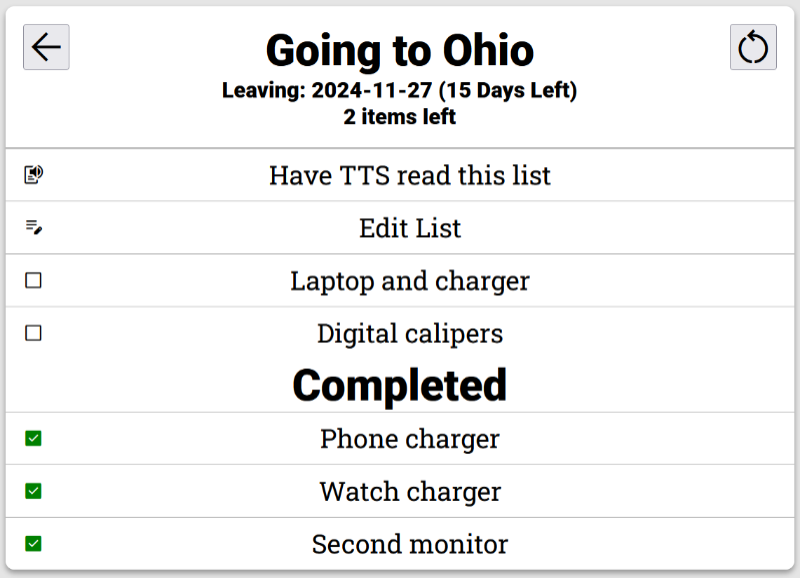 Going to Ohio
Leaving: 2024-11-27 (15 Days Left)
2 items left
Have TTS read this list
Edit List
Laptop and charger
Digital calipers
Completed
Phone charger
Watch charger
Second monitor